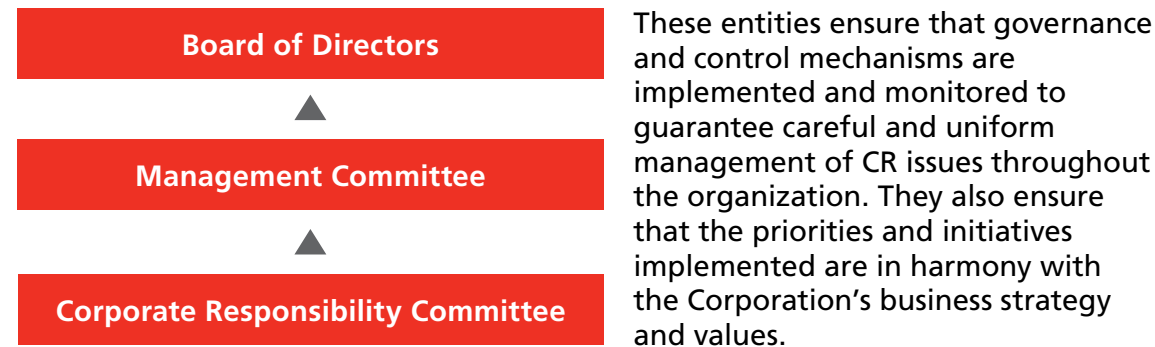 Board of Directors
Management Committee
Corporate Responsibility Committee
These entities ensure that governance
and control mechanisms are
implemented and monitored to
guarantee careful and uniform
management of CR issues throughout
the organization. They also ensure
that the priorities and initiatives
implemented are in harmony with
the Corporation’s business strategy
and values.